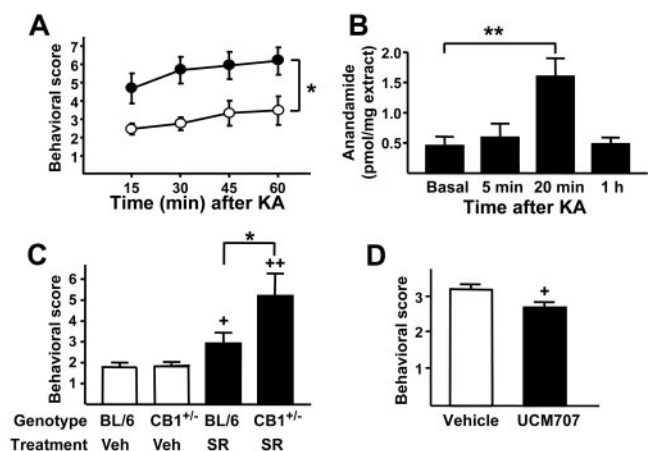 A
Behavioral score
7
6
5
4
3
2
1
*
15 30 45 60
Time (min) after KA
B
Anandamide
(pmol/mg extract)
2.0
1.5
1.0
0.5
**
Basal 5 min 20 min 1 h
Time after KA
C
Behavioral score
6
5
4
3
2
1
*
+
++
Genotype BL/6 CB1+/- BL/6 CB1+/-
Treatment Veh Veh SR SR
D
Behavioral score
3
2
1
+
Vehicle UCM707